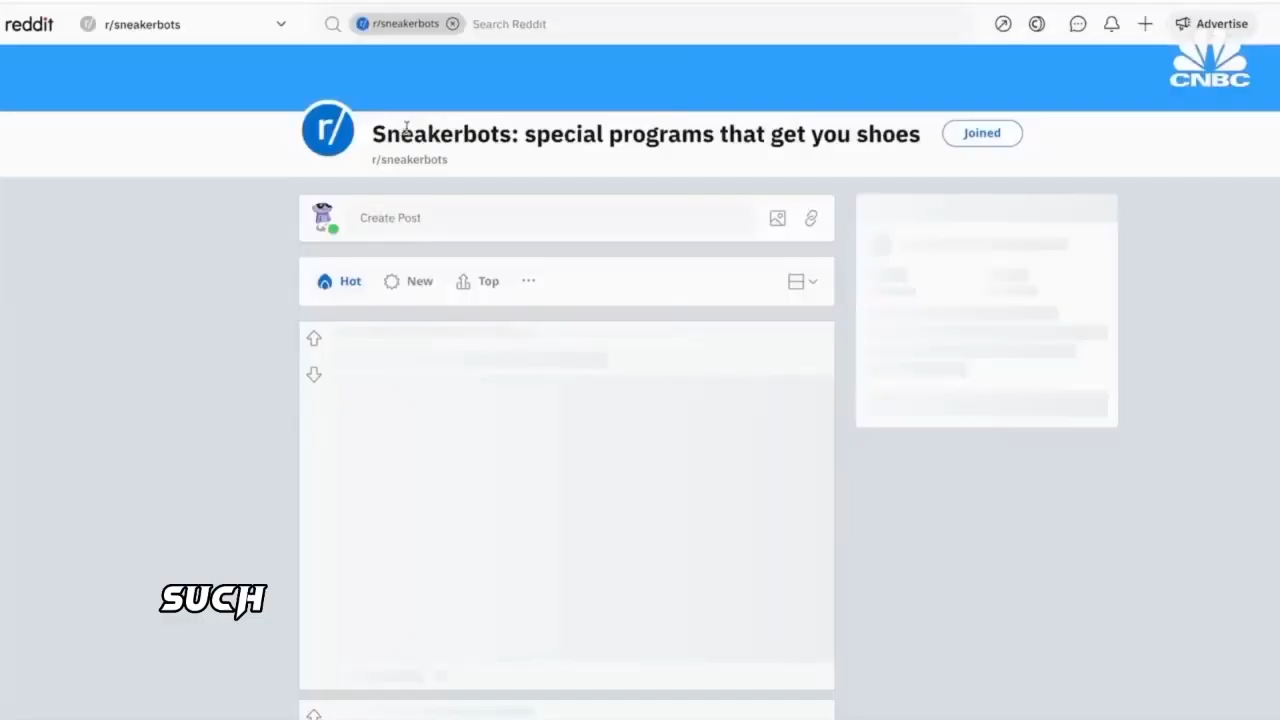 reddit
r/sneakerbots
r/sneakerbots
Search Reddit
Advertise
CNBC
Sneakerbots: special programs that get you shoes
Joined
r/sneakerbots
Create Post
Hot
New
Top
SUCH